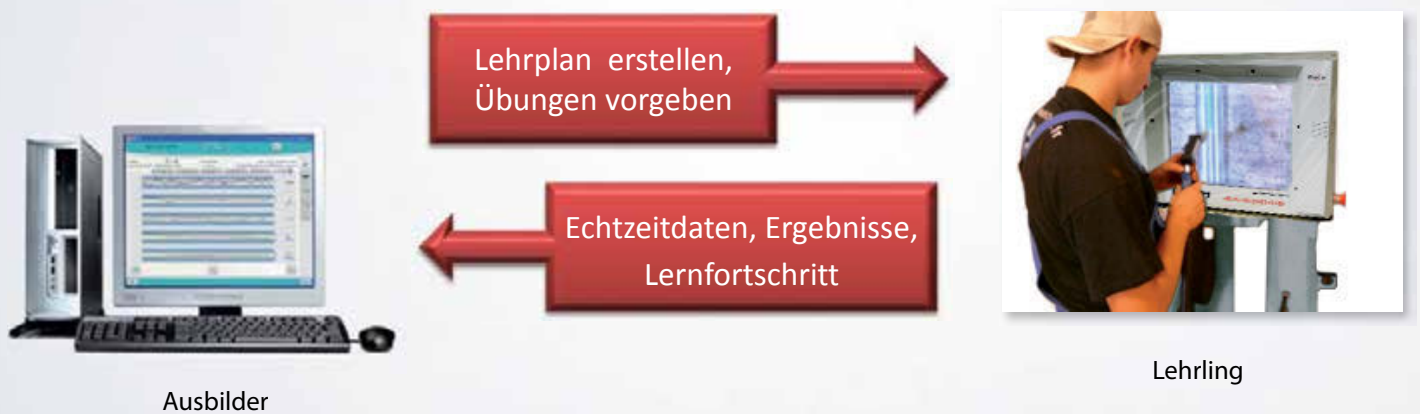 Lehrplan erstellen,
Übungen vorgeben
Echtzeitdaten, Ergebnisse,
Lernfortschritt
Ausbilder
Lehrling